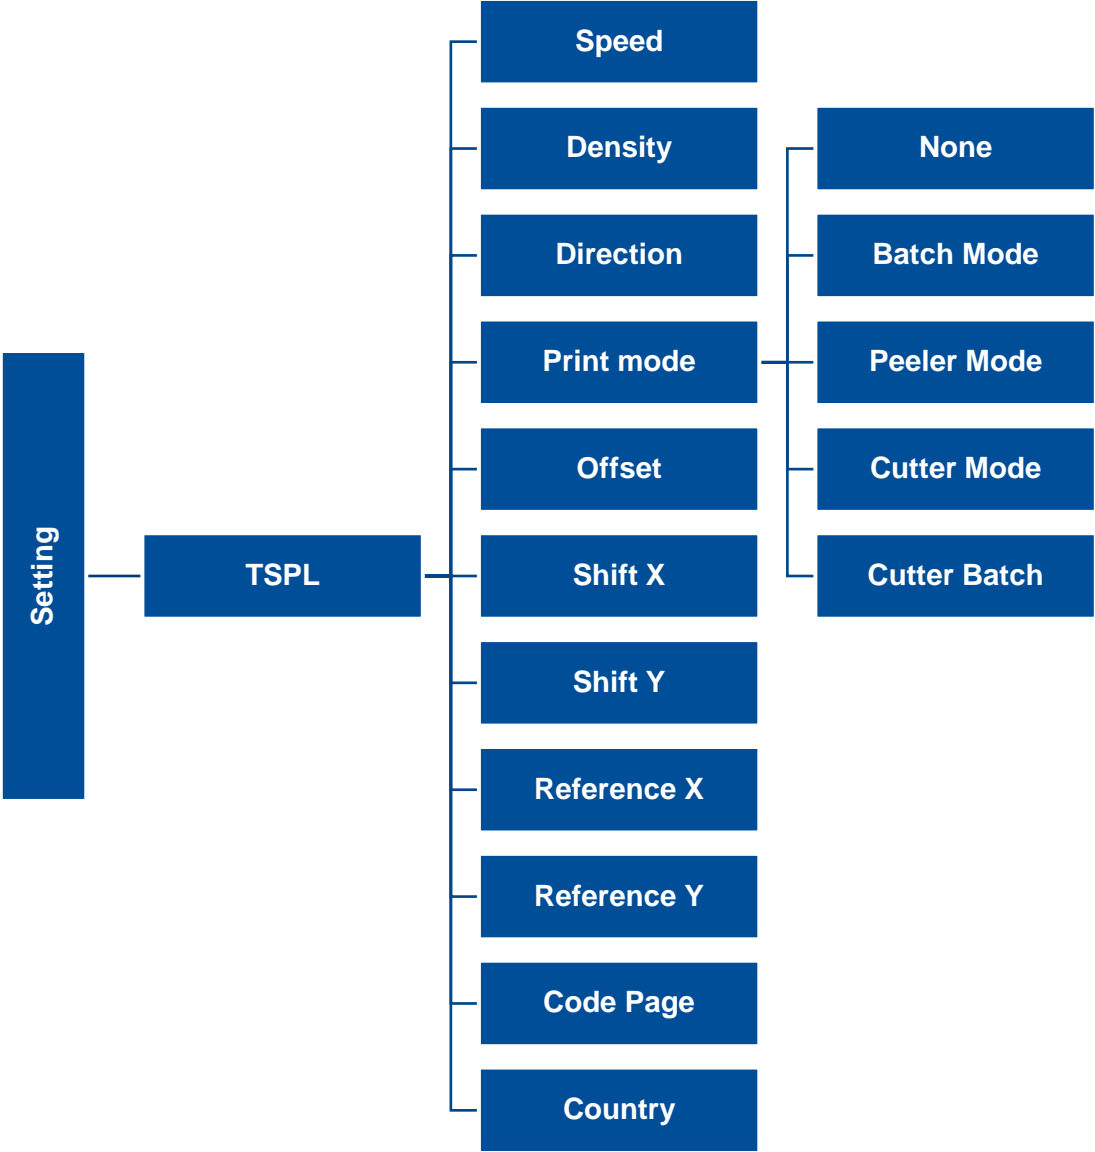 Setting
TSPL
Speed
Density
Direction
Print mode
Offset
Shift X
Shift Y
Reference X
Reference Y
Code Page
Country
None
Batch Mode
Peeler Mode
Cutter Mode
Cutter Batch